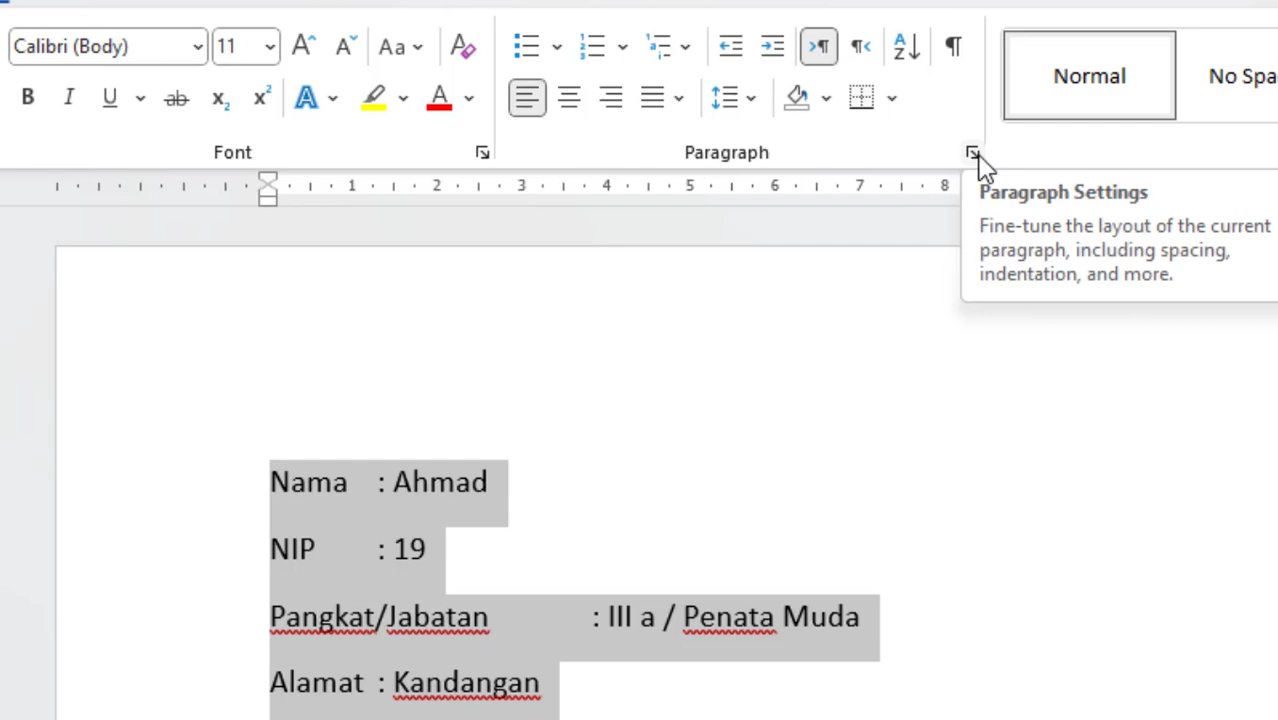 Calibri (Body) 11 Aa
B I U ab x₂ x² A A
Normal
No Spa
Font
Paragraph
1 2 3 4 5 6 7 8
Paragraph Settings
Fine-tune the layout of the current
paragraph, including spacing,
indentation, and more.
Nama : Ahmad
NIP : 19
Pangkat/Jabatan : III a / Penata Muda
Alamat : Kandangan